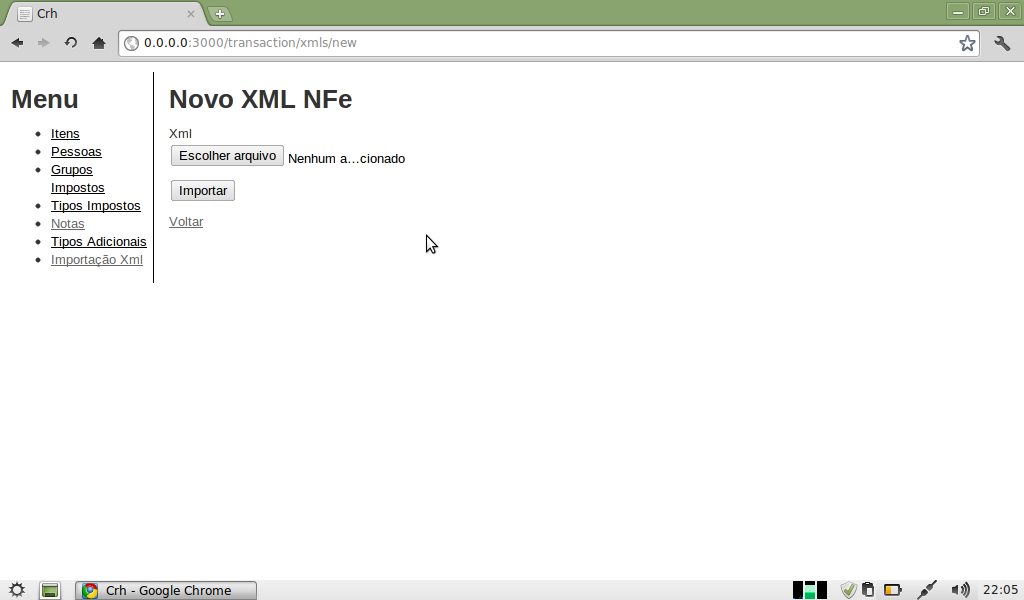 Crh
0.0.0.0:3000/transaction/xmls/new
Menu
Itens
Pessoas
Grupos
Impostos
Tipos Impostos
Notas
Tipos Adicionais
Importação Xml
Novo XML NFe
Xml
Escolher arquivo Nenhum a...cionado
Importar
Voltar
Crh - Google Chrome
22:05